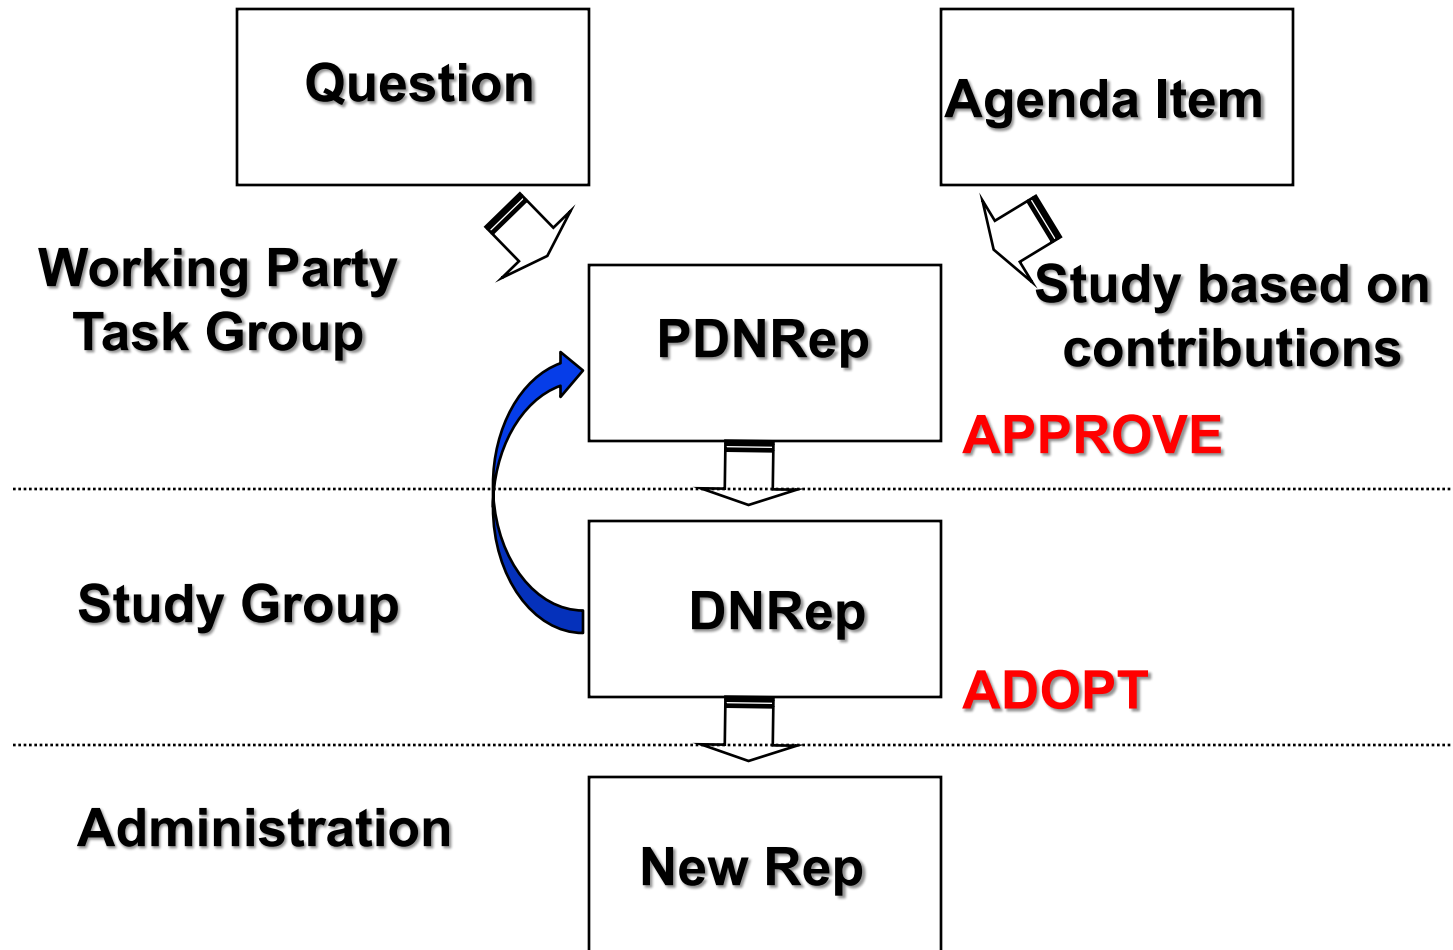 Question
Agenda Item
Working Party
Task Group
Study based on
contributions
PDNRep
APPROVE
Study Group
DNRep
ADOPT
Administration
New Rep